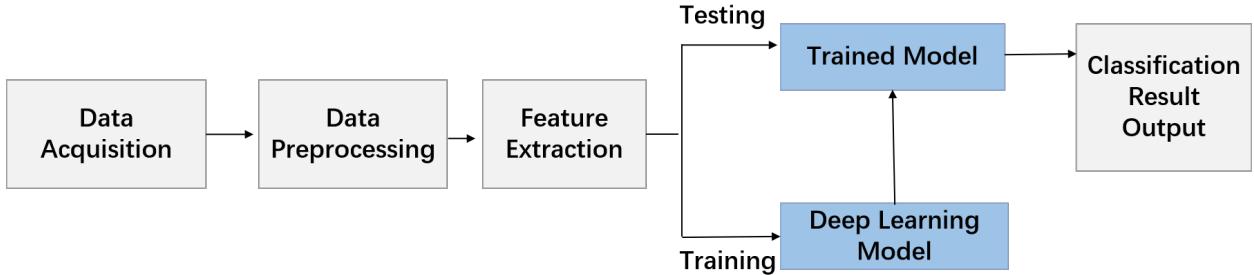 Data
Acquisition
Data
Preprocessing
Feature
Extraction
Testing
Trained Model
Classification
Result
Output
Training
Deep Learning
Model